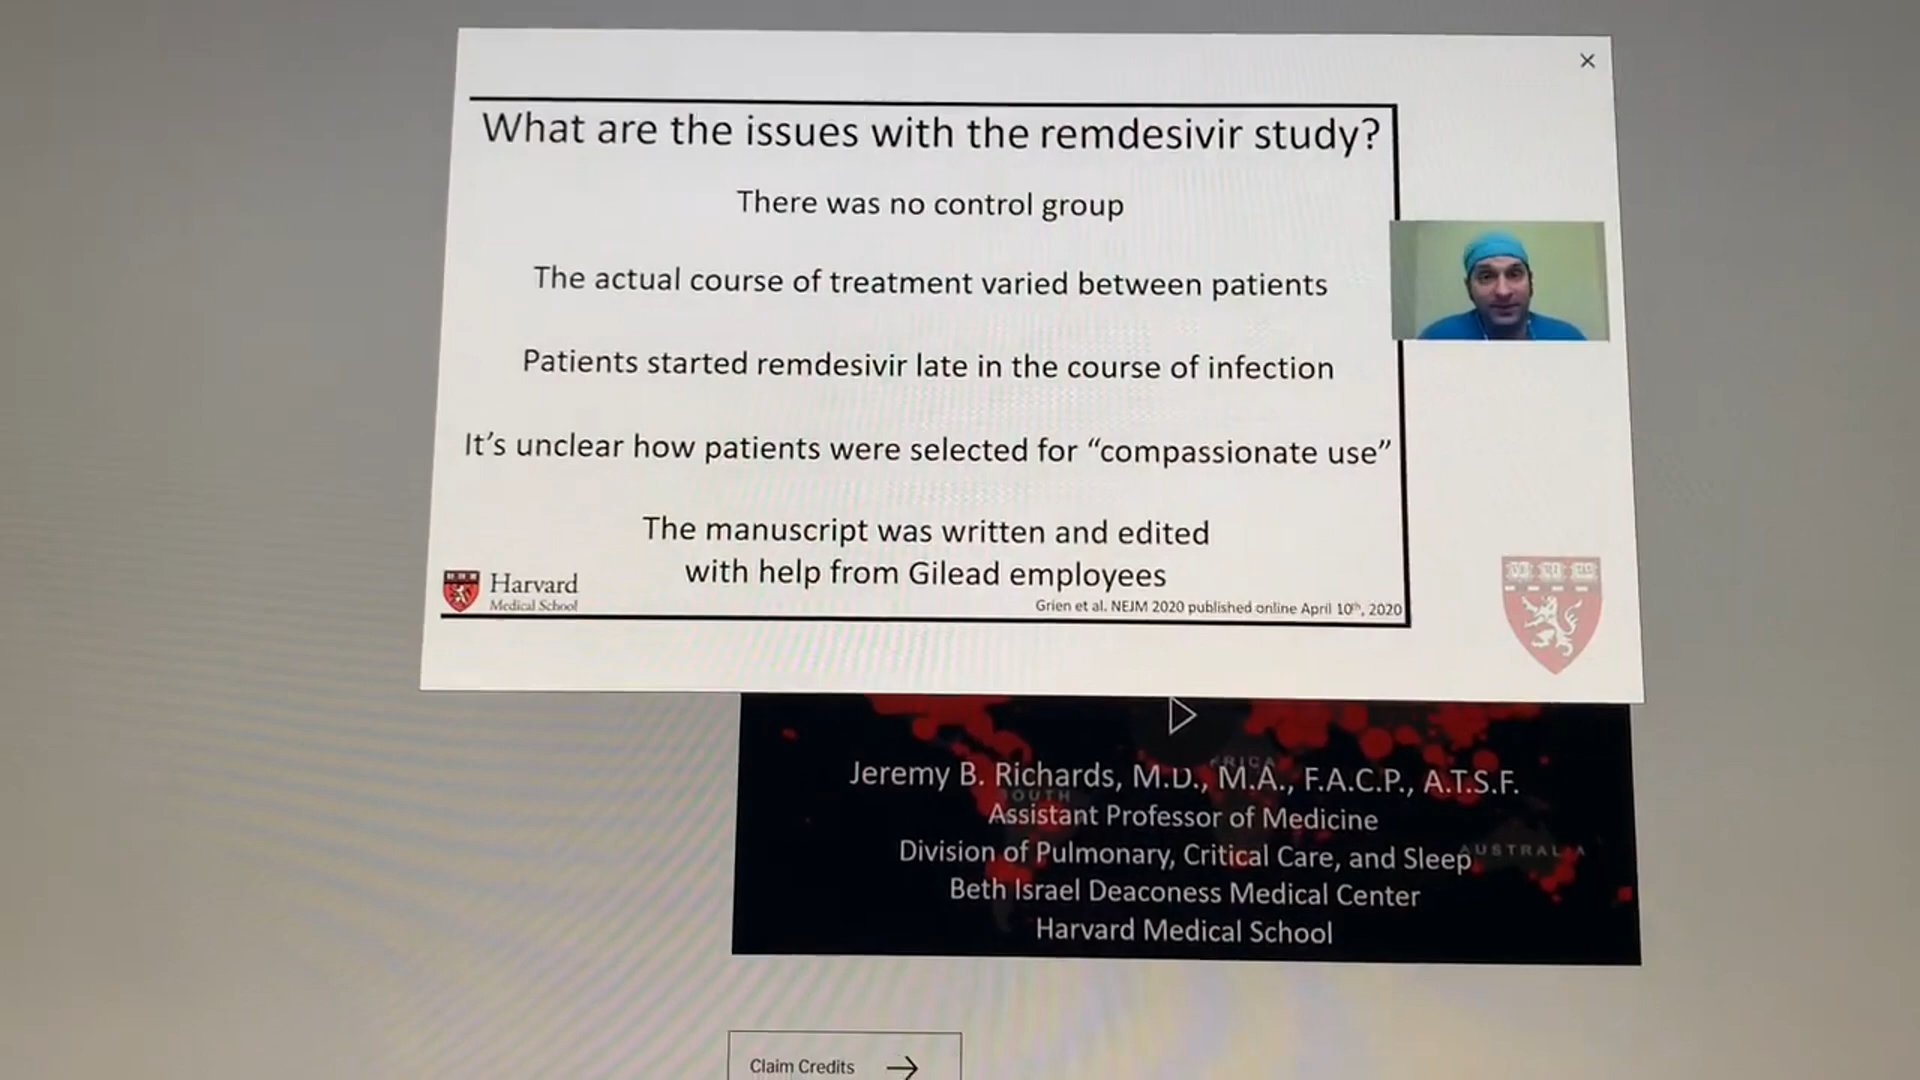 What are the issues with the remdesivir study?
There was no control group
The actual course of treatment varied between patients
Patients started remdesivir late in the course of infection
It's unclear how patients were selected for “compassionate use”
The manuscript was written and edited
with help from Gilead employees
Harvard
Medical School
Grien et al. NEJM 2020 published online April 10th, 2020
Jeremy B. Richards, M.D., M.A., F.A.C.P., A.T.S.F.
Assistant Professor of Medicine
Division of Pulmonary, Critical Care, and Sleep
Beth Israel Deaconess Medical Center
Harvard Medical School
SOUTH
AUSTRALIA
Claim Credits